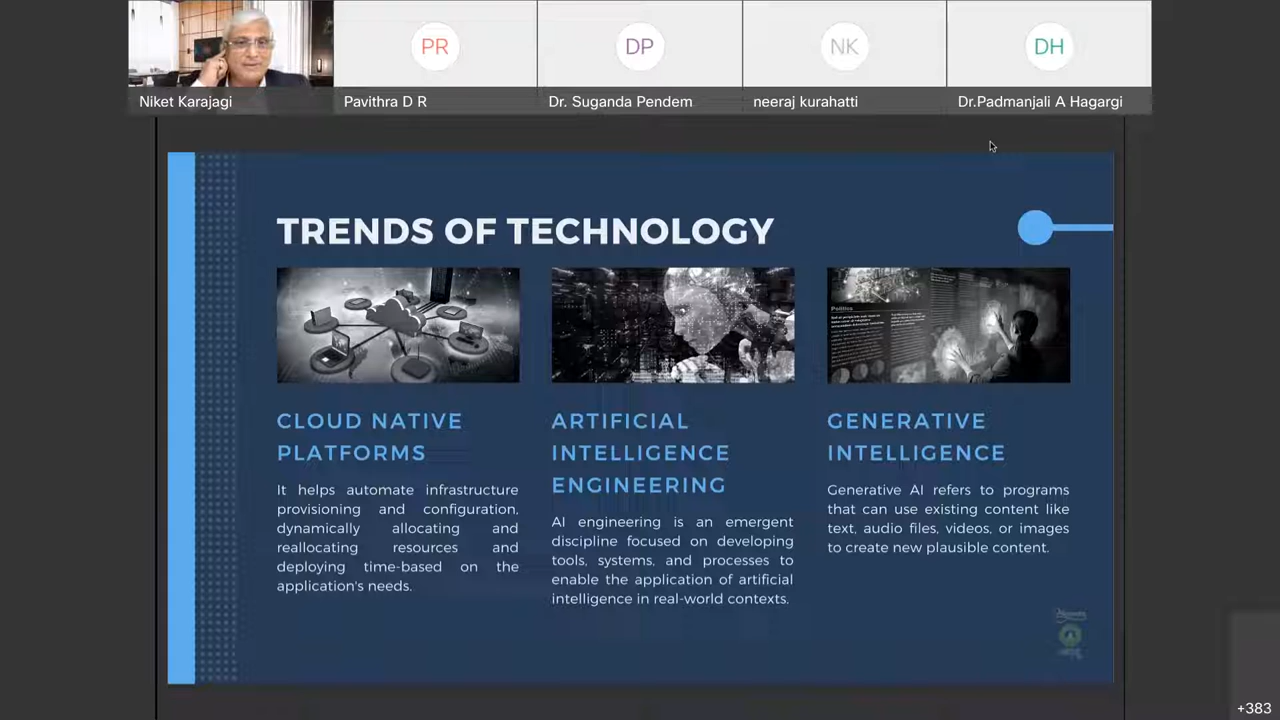 PR
DP
NK
DH
Niket Karajagi
Pavithra D R
Dr. Suganda Pendem
neeraj kurahatti
Dr.Padmanjali A Hagargi
TRENDS OF TECHNOLOGY
Politics
CLOUD NATIVE
PLATFORMS
It helps automate infrastructure
provisioning and configuration,
dynamically allocating and
reallocating resources and
deploying time-based on the
application's needs.
ARTIFICIAL
INTELLIGENCE
ENGINEERING
AI engineering is an emergent
discipline focused on developing
tools, systems, and processes to
enable the application of artificial
intelligence in real-world contexts.
GENERATIVE
INTELLIGENCE
Generative AI refers to programs
that can use existing content like
text, audio files, videos, or images
to create new plausible content.
+383